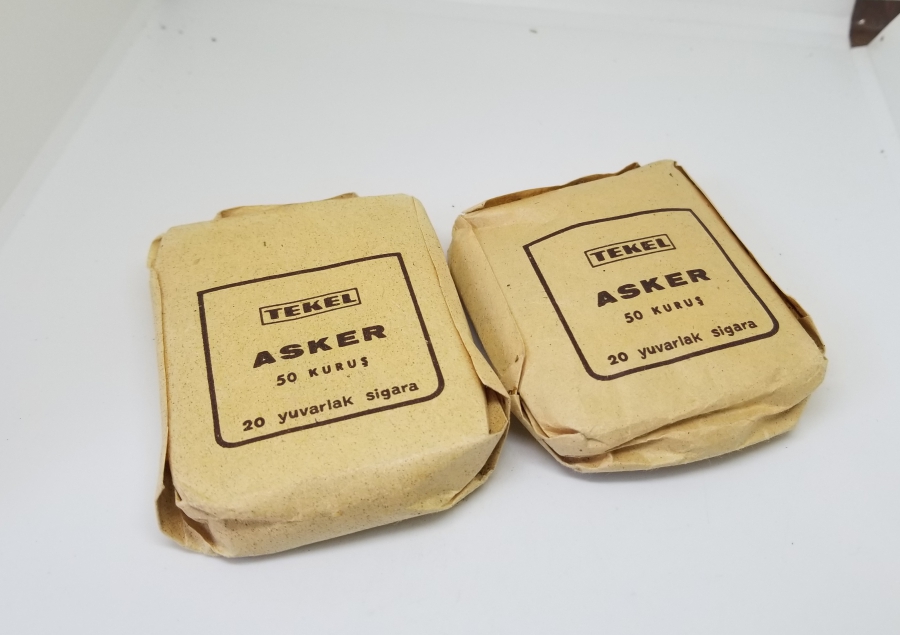 TEKEL
ASKER
50 KURUŞ
20 yuvarlak sigara
TEKEL
ASKER
50 KURUŞ
20 yuvarlak sigara